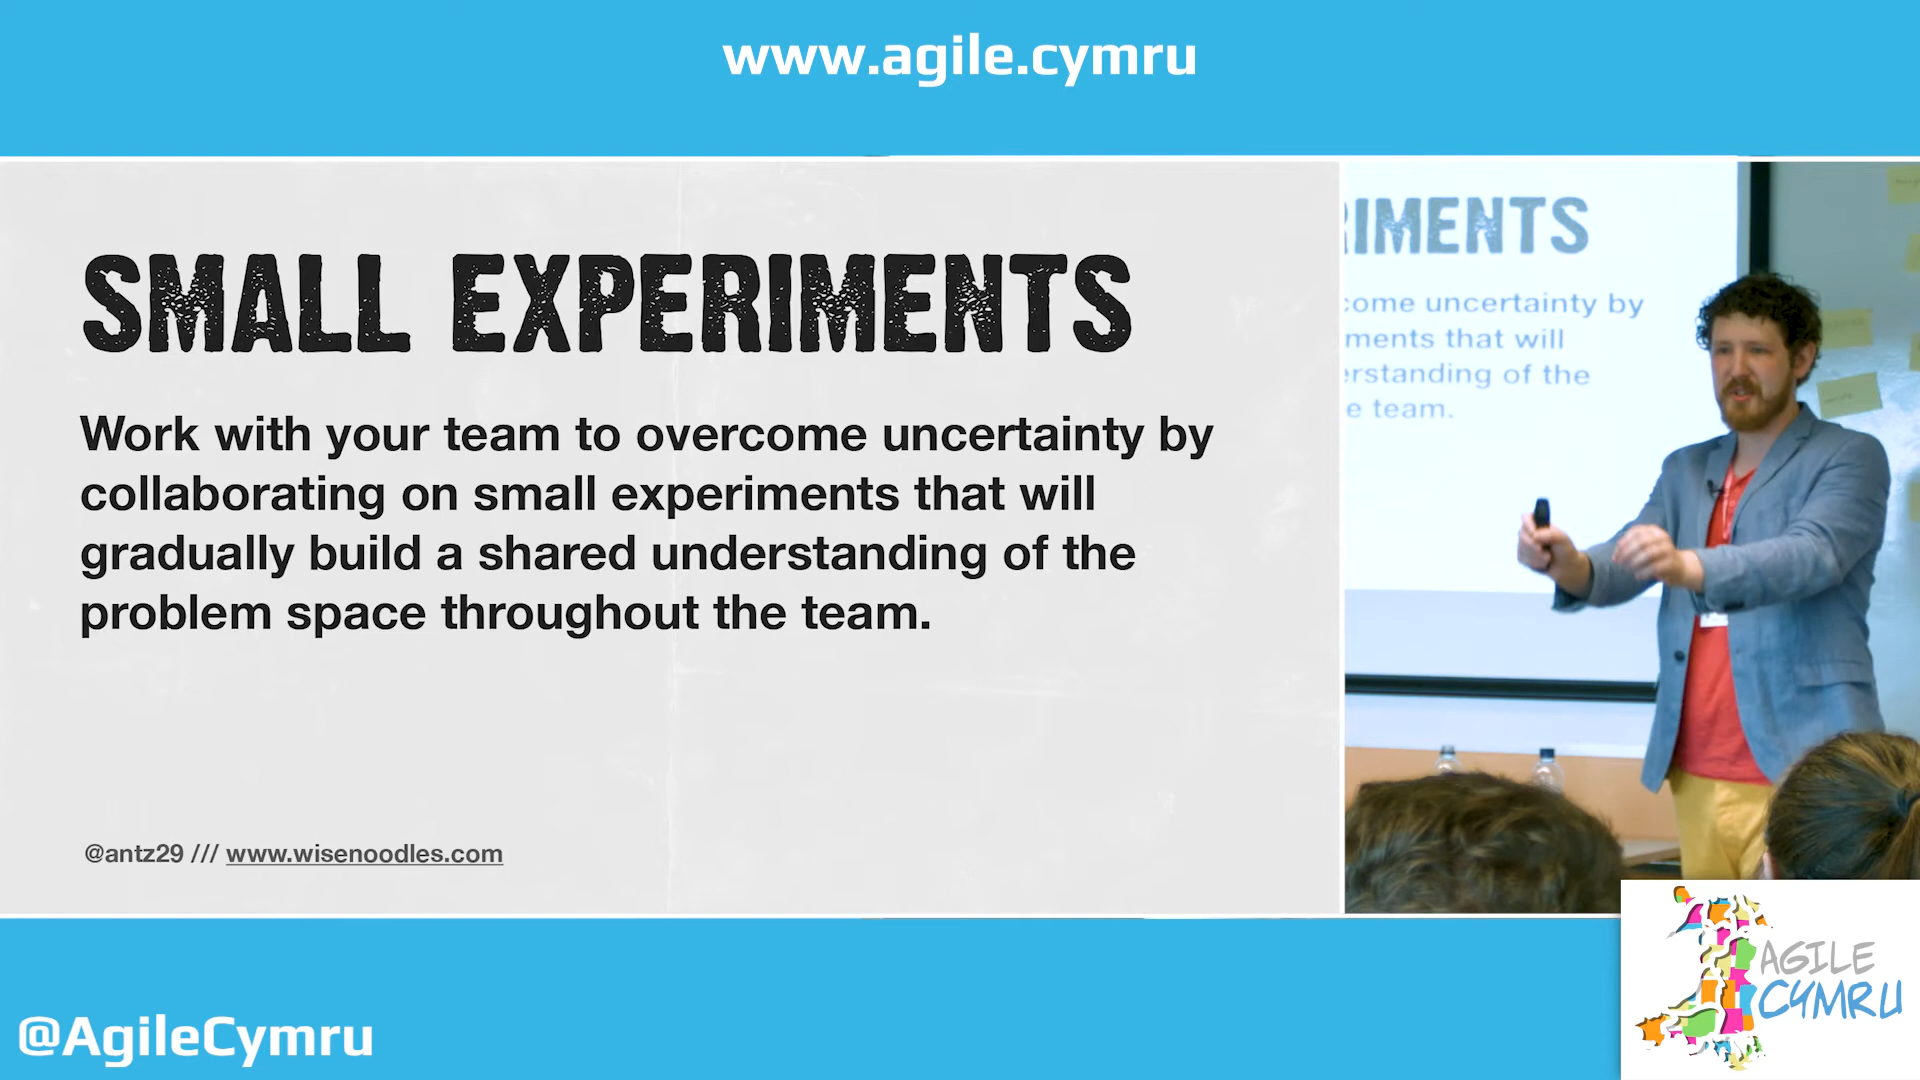 www.agile.cymru
SMALL EXPERIMENTS
Work with your team to overcome uncertainty by
collaborating on small experiments that will
gradually build a shared understanding of the
problem space throughout the team.
@antz29 /// www.wisenoodles.com
RIMENTS
come uncertainty by
ments that will
erstanding of the
e team.
@AgileCymru
AGILE
CYMRU